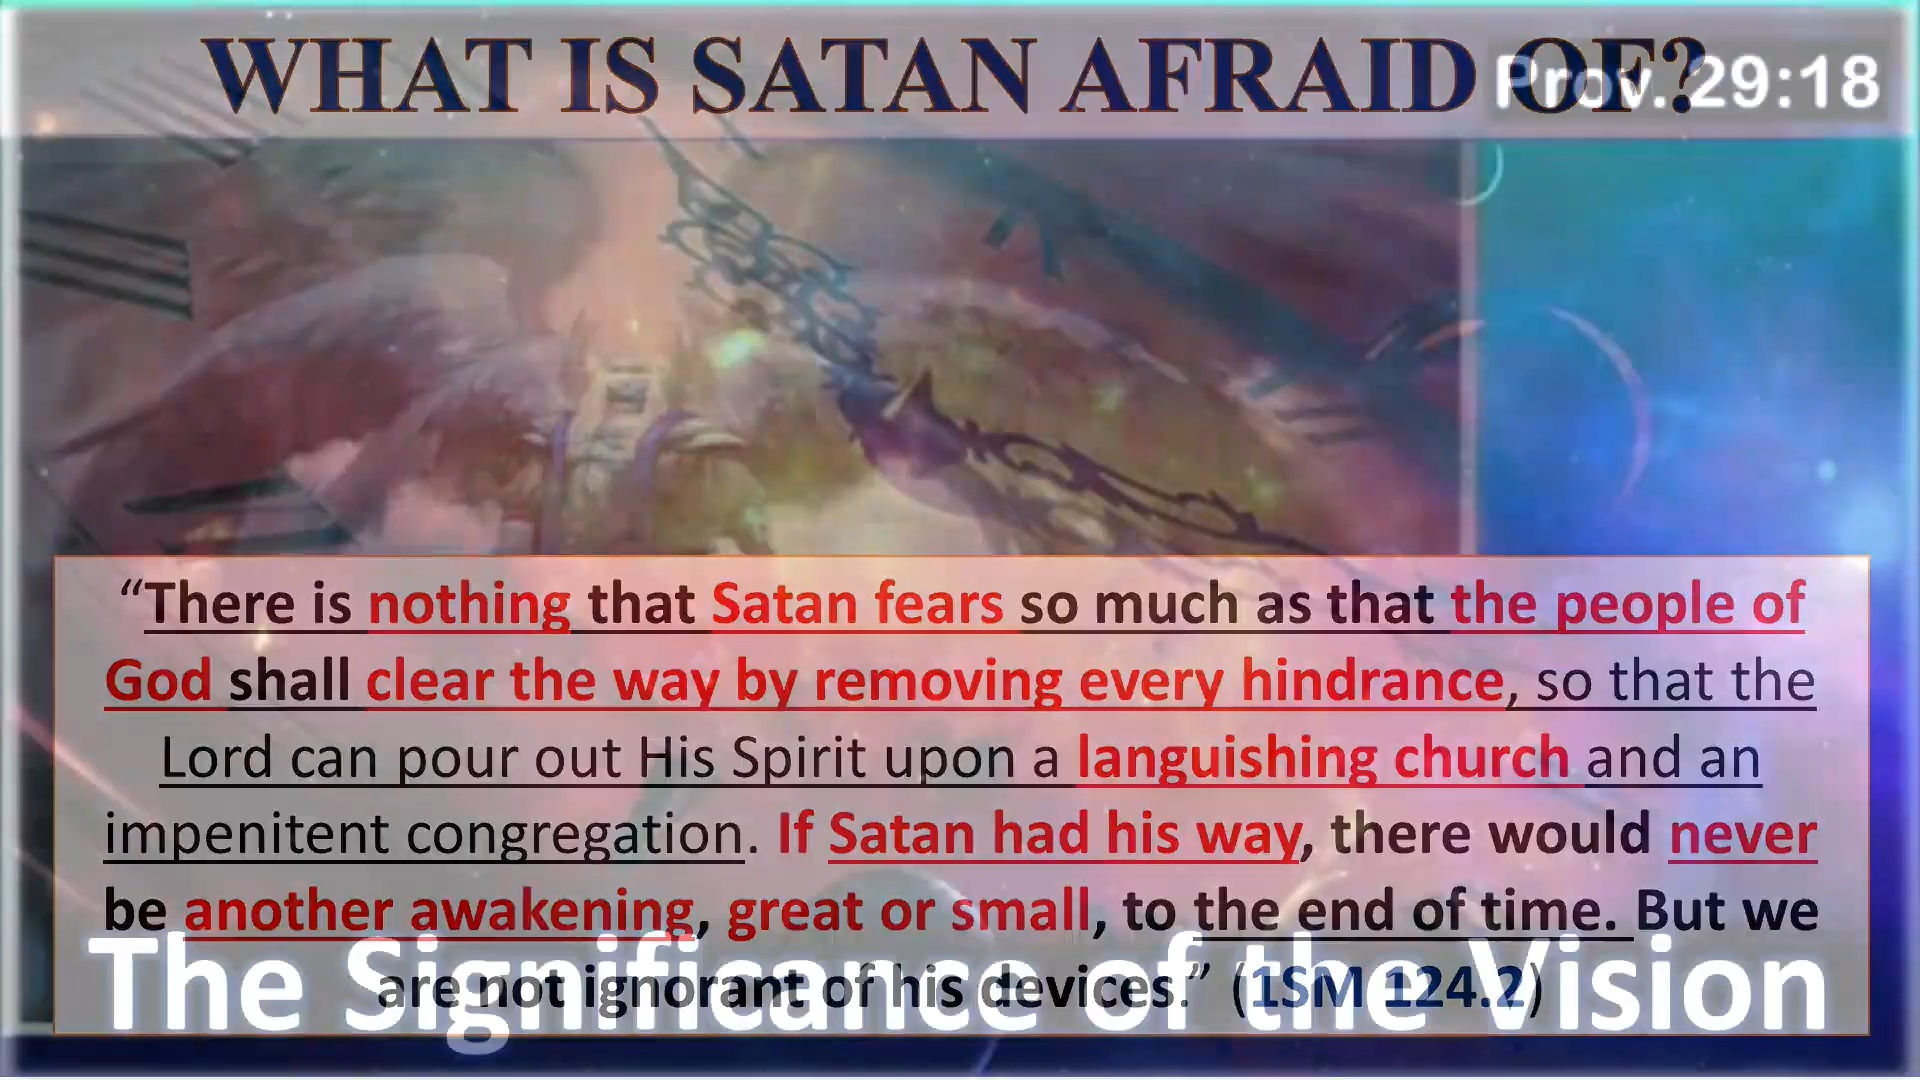 WHAT IS SATAN AFRAID OF?
Prov. 29:18
“There is nothing that Satan fears so much as that the people of
God shall clear the way by removing every hindrance, so that the
Lord can pour out His Spirit upon a languishing church and an
impenitent congregation. If Satan had his way, there would never
be another awakening, great or small, to the end of time. But we
are not ignorant of his devices.” (1SM 124.2)
The Significance of the Vision